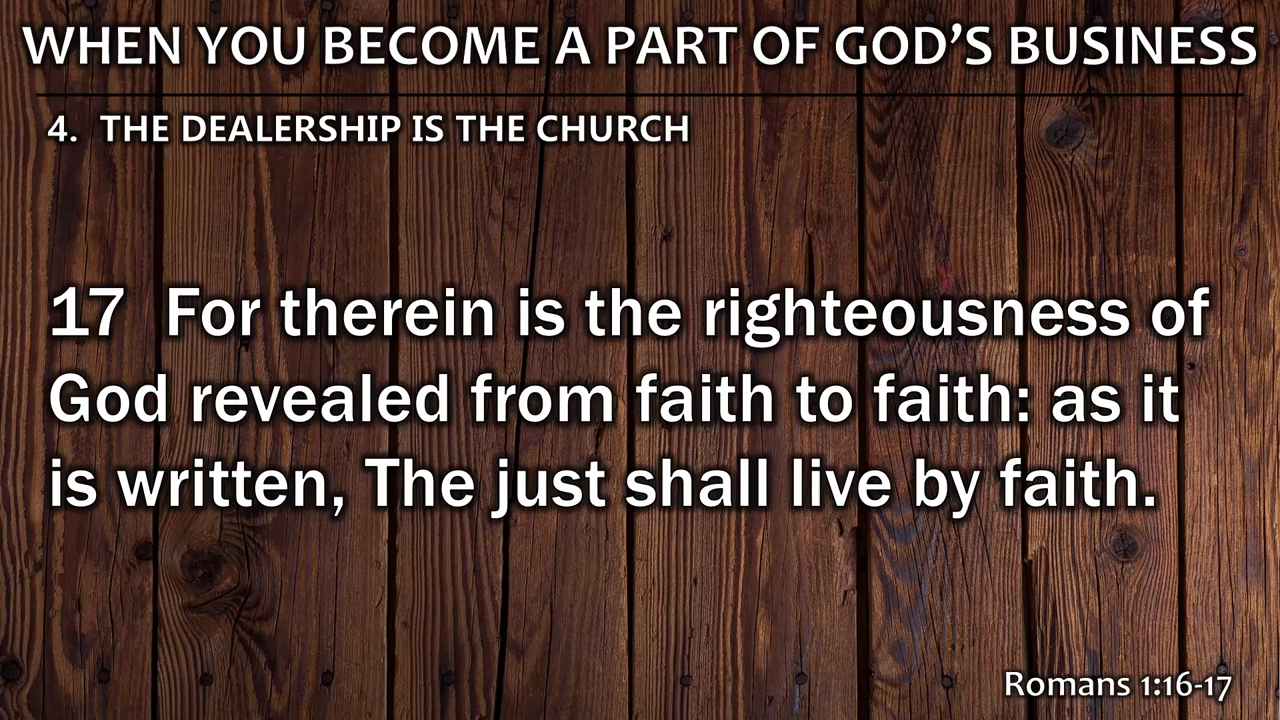 WHEN YOU BECOME A PART OF GOD’S BUSINESS
4. THE DEALERSHIP IS THE CHURCH
17 For therein is the righteousness of
God revealed from faith to faith: as it
is written, The just shall live by faith.
Romans 1:16-17